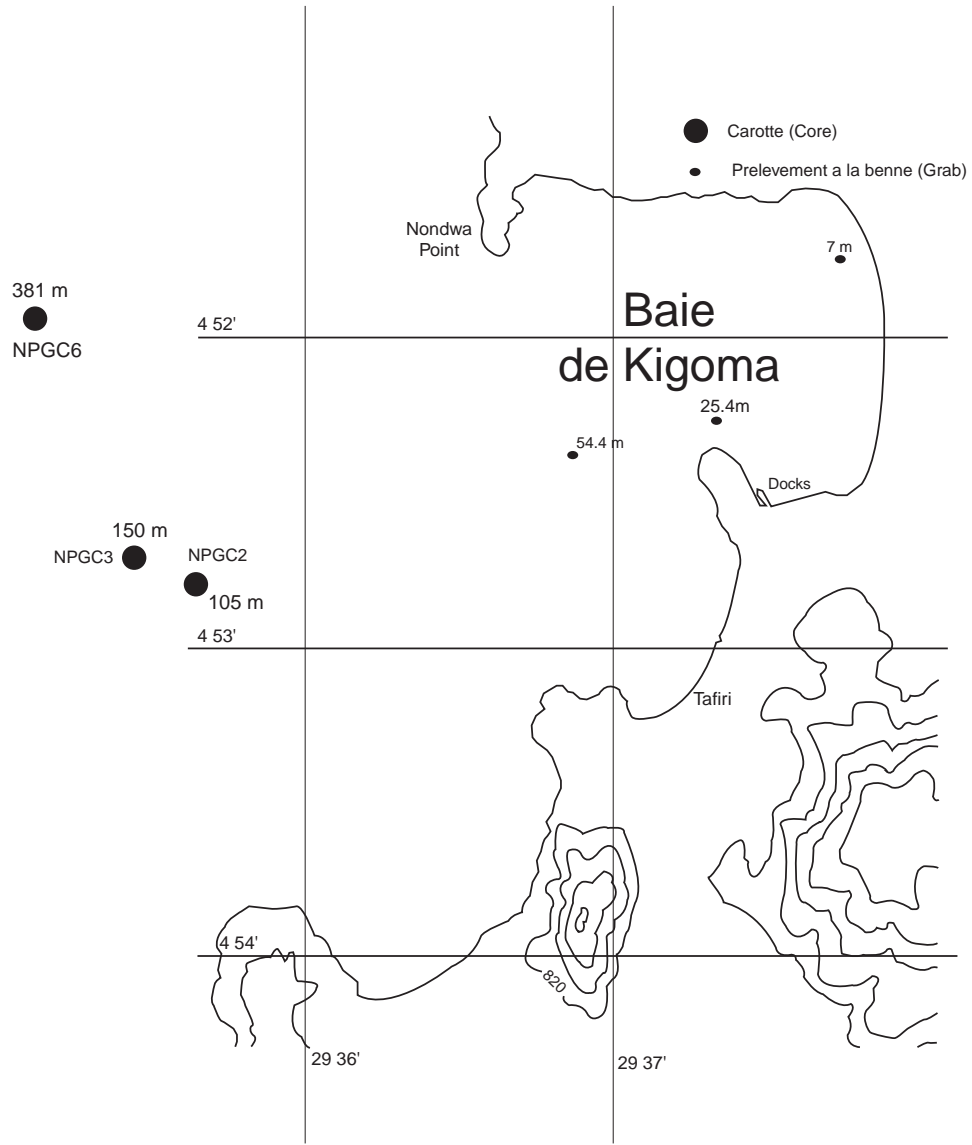 Carotte (Core)
Prelevement a la benne (Grab)
Nondwa
Point
7 m
381 m
NPGC6
4 52'
Baie
de Kigoma
25.4m
54.4 m
Docks
150 m
NPGC3
NPGC2
105 m
4 53'
Tafiri
4 54'
820
29 36'
29 37'